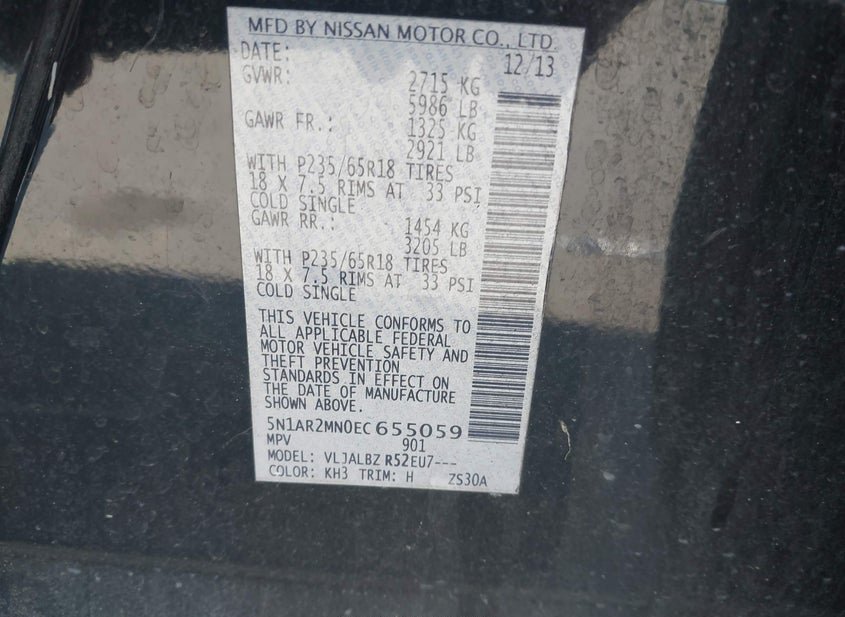 MFD BY NISSAN MOTOR CO., LTD.
DATE: 12/13
GVWR: 2715 KG
5986 LB
GAWR FR.: 1325 KG
2921 LB
WITH P235/65R18 TIRES
18 X 7.5 RIMS AT 33 PSI
COLD SINGLE
GAWR RR.: 1454 KG
3205 LB
WITH P235/65R18 TIRES
18 X 7.5 RIMS AT 33 PSI
COLD SINGLE
THIS VEHICLE CONFORMS TO
ALL APPLICABLE FEDERAL
MOTOR VEHICLE SAFETY AND
THEFT PREVENTION
STANDARDS IN EFFECT ON
THE DATE OF MANUFACTURE
SHOWN ABOVE.
5N1AR2MN0EC 655059
MPV 901
MODEL: VLJALBZ R52EU7---
COLOR: KH3 TRIM: H ZS30A